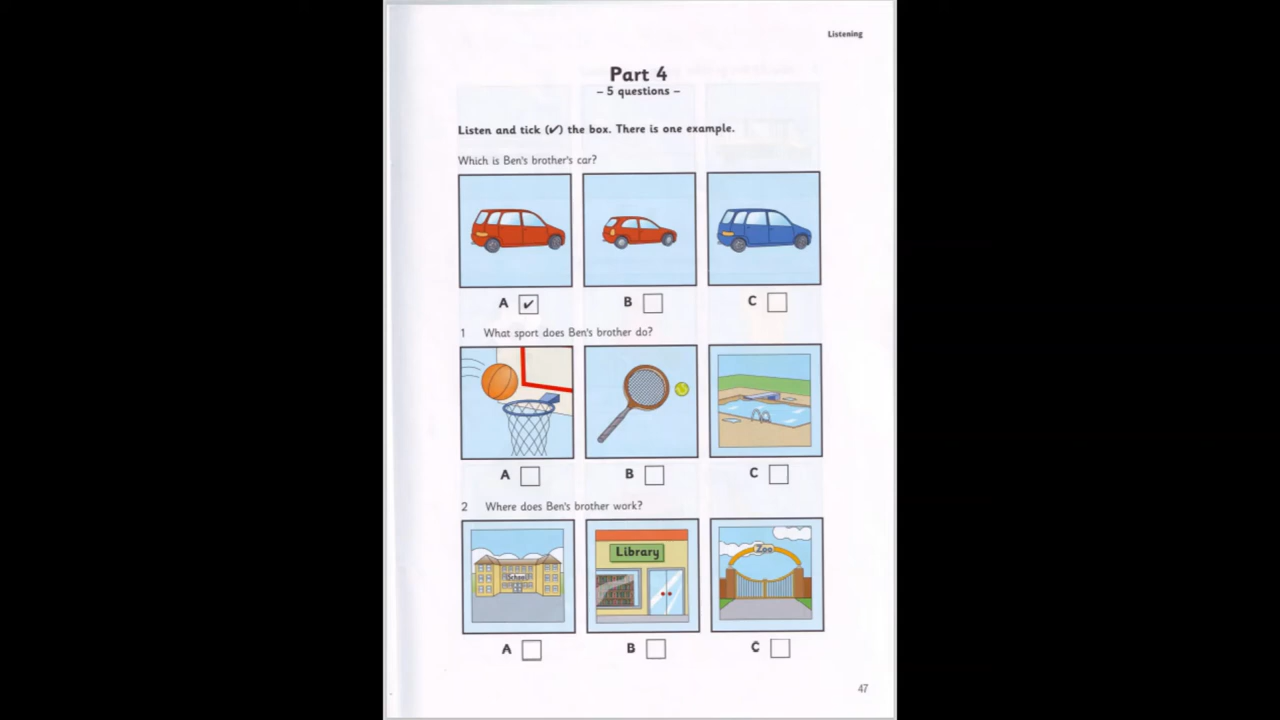 Listening
Part 4
– 5 questions –
Listen and tick (✓) the box. There is one example.
Which is Ben's brother's car?
A ✓ B C
1 What sport does Ben's brother do?
A B C
2 Where does Ben's brother work?
School Library Zoo
A B C
47